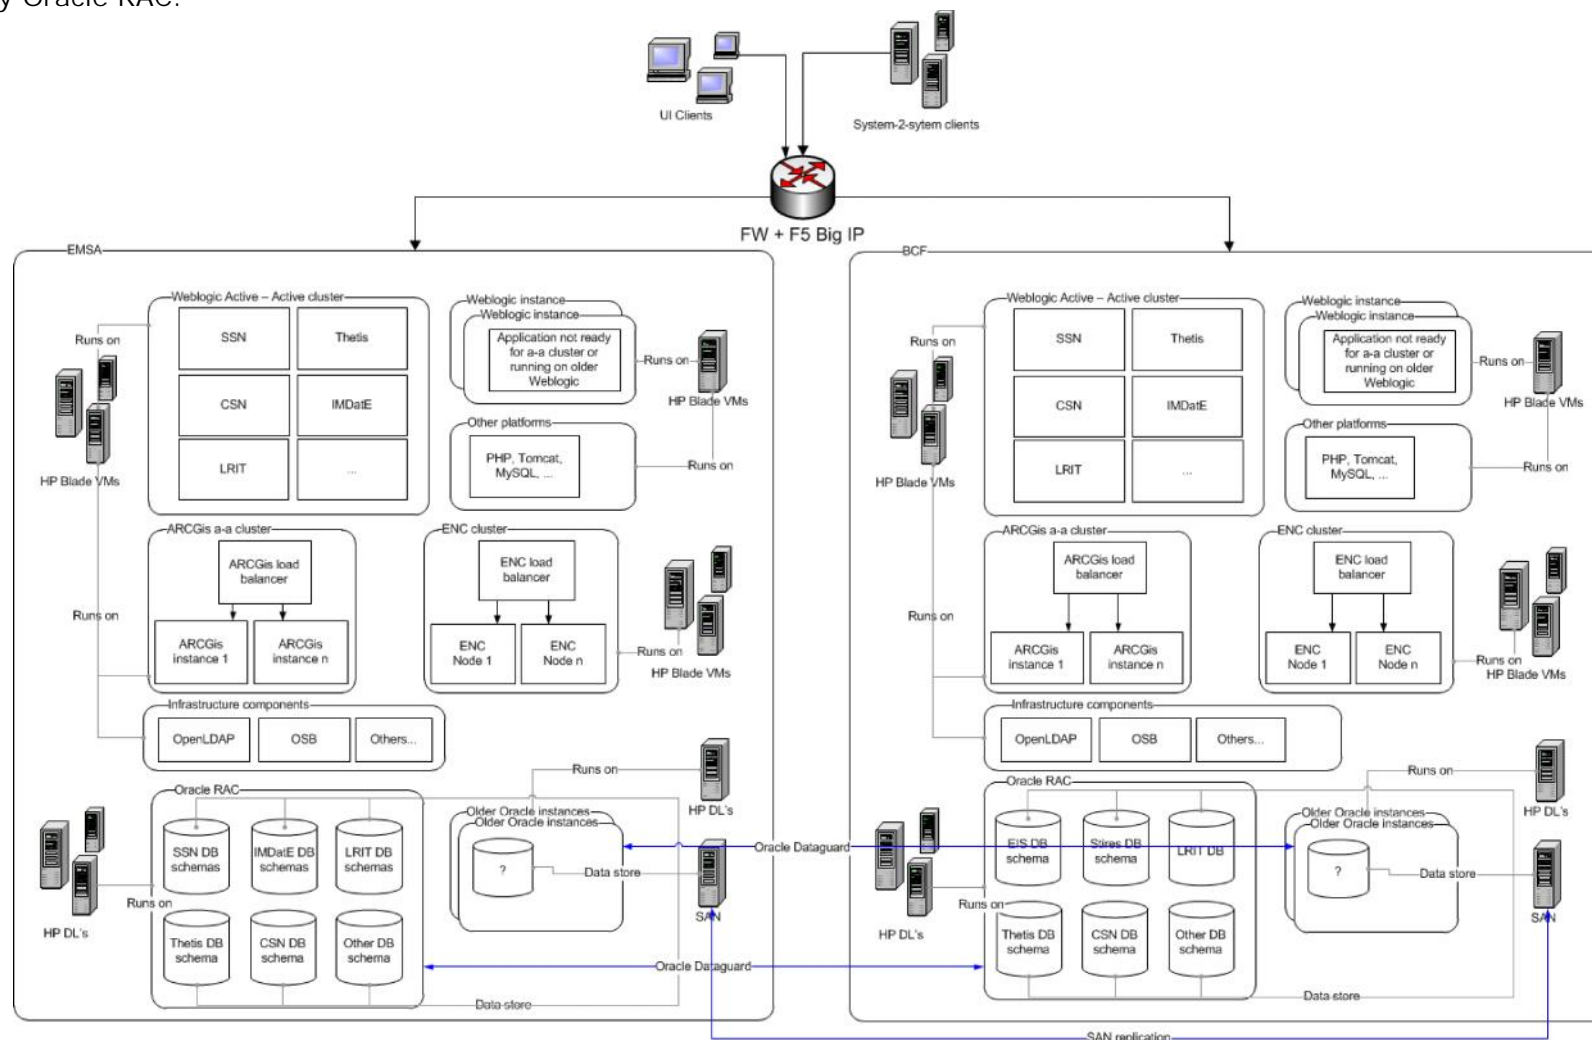 y Oracle RAC.
UI Clients
System-2-sytem clients
FW + F5 Big IP
EMSA
Weblogic Active – Active cluster
SSN
Thetis
CSN
IMDatE
LRIT
...
Runs on
HP Blade VMs
Weblogic instance
Weblogic instance
Application not ready
for a-a cluster or
running on older
Weblogic
Runs on
HP Blade VMs
Other platforms
PHP, Tomcat,
MySQL, ...
Runs on
ARCGis a-a cluster
ARCGis load
balancer
ARCGis
instance 1
ARCGis
instance n
Runs on
ENC cluster
ENC load
balancer
ENC
Node 1
ENC
Node n
Runs on
HP Blade VMs
Infrastructure components
OpenLDAP
OSB
Others...
Oracle RAC
SSN DB
schemas
IMDatE DB
schemas
LRIT DB
schemas
Thetis DB
schema
CSN DB
schema
Other DB
schema
Runs on
HP DL's
Older Oracle instances
Older Oracle instances
?
Runs on
HP DL's
Data store
SAN
Data store
Oracle Dataguard
Oracle Dataguard
SAN replication
BCF
Weblogic Active – Active cluster
SSN
Thetis
CSN
IMDatE
LRIT
...
Runs on
HP Blade VMs
Weblogic instance
Weblogic instance
Application not ready
for a-a cluster or
running on older
Weblogic
Runs on
HP Blade VMs
Other platforms
PHP, Tomcat,
MySQL, ...
Runs on
ARCGis a-a cluster
ARCGis load
balancer
ARCGis
instance 1
ARCGis
instance n
ENC cluster
ENC load
balancer
ENC
Node 1
ENC
Node n
Runs on
HP Blade VMs
Infrastructure components
OpenLDAP
OSB
Others...
Oracle RAC
EIS DB
schema
Stires DB
schema
LRIT DB
Thetis DB
schema
CSN DB
schema
Other DB
schema
Runs on
HP DL's
Older Oracle instances
Older Oracle instances
?
Runs on
HP DL's
Data store
SAN
Data store